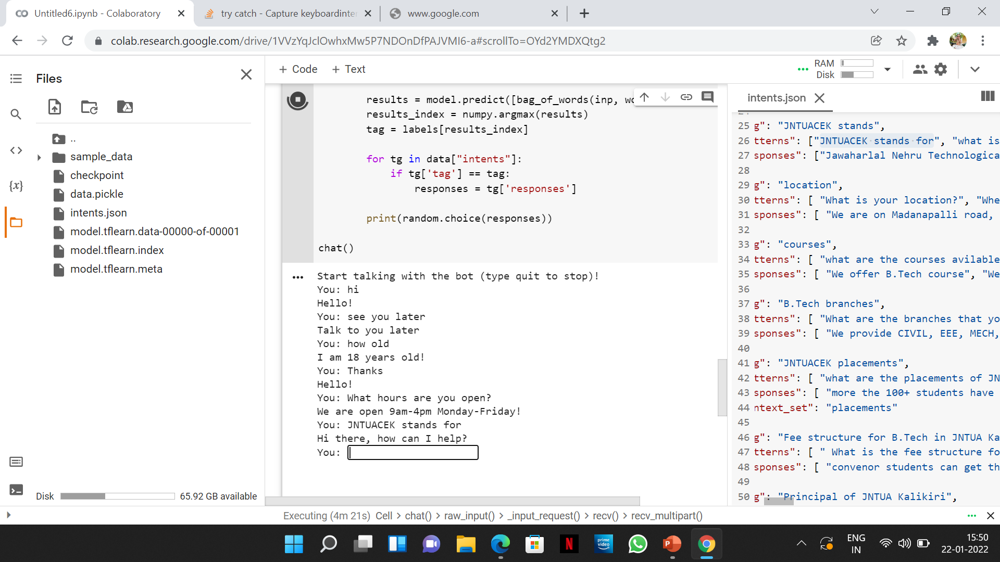 Untitled6.ipynb - Colaboratory
try catch - Capture keyboardinter
www.google.com
colab.research.google.com/drive/1VVzYqJclOwhxMw5P7NDOnDfPAJVMI6-a#scrollTo=OYd2YMDXQtg2
Files
+ Code + Text
RAM
Disk
..
sample_data
checkpoint
data.pickle
intents.json
model.tflearn.data-00000-of-00001
model.tflearn.index
model.tflearn.meta
Disk 65.92 GB available
results = model.predict([bag_of_words(inp, wo
results_index = numpy.argmax(results)
tag = labels[results_index]
for tg in data["intents"]:
if tg['tag'] == tag:
responses = tg['responses']
print(random.choice(responses))
chat()
Start talking with the bot (type quit to stop)!
You: hi
Hello!
You: see you later
Talk to you later
You: how old
I am 18 years old!
You: Thanks
Hello!
You: What hours are you open?
We are open 9am-4pm Monday-Friday!
You: JNTUACEK stands for
Hi there, how can I help?
You:
intents.json
25 g": "JNTUACEK stands",
26 tterns": ["JNTUACEK stands for", "what is
27 sponses": ["Jawaharlal Nehru Technologica
28
29 g": "location",
30 tterns": [ "What is your location?", "Whe
31 sponses": [ "We are on Madanapalli road,
32
33 g": "courses",
34 tterns": [ "what are the courses avilable
35 sponses": [ "We offer B.Tech course", "We
36
37 g": "B.Tech branches",
38 tterns": [ "What are the branches that yo
39 sponses": [ "We provide CIVIL, EEE, MECH,
40
41 g": "JNTUACEK placements",
42 tterns": [ "what are the placements of JN
43 sponses": [ "more the 100+ students have
44 ntext_set": "placements"
45
46 g": "Fee structure for B.Tech in JNTUA Ka
47 tterns": [ " What is the fee structure fo
48 sponses": [ "convenor students can get th
49
50 g": "Principal of JNTUA Kalikiri",
Executing (4m 21s) Cell > chat() > raw_input() > _input_request() > recv() > recv_multipart()
prime video
N
P
ENG
IN
15:50
22-01-2022